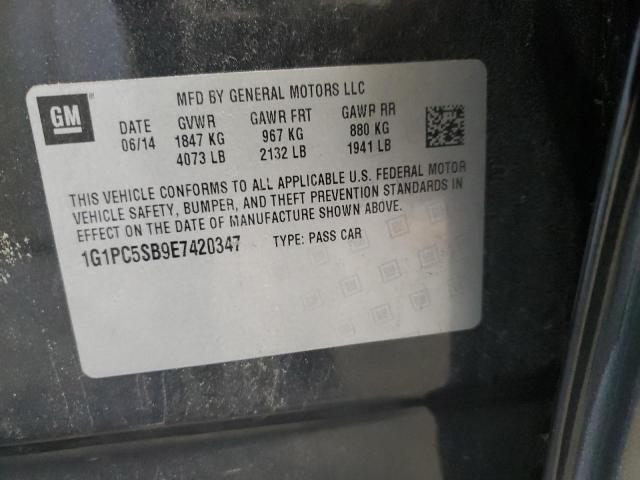 GM
MFD BY GENERAL MOTORS LLC
DATE GVWR GAWR FRT GAWR RR
06/14 1847 KG 967 KG 880 KG
4073 LB 2132 LB 1941 LB
THIS VEHICLE CONFORMS TO ALL APPLICABLE U.S. FEDERAL MOTOR
VEHICLE SAFETY, BUMPER, AND THEFT PREVENTION STANDARDS IN
EFFECT ON THE DATE OF MANUFACTURE SHOWN ABOVE.
1G1PC5SB9E7420347 TYPE: PASS CAR